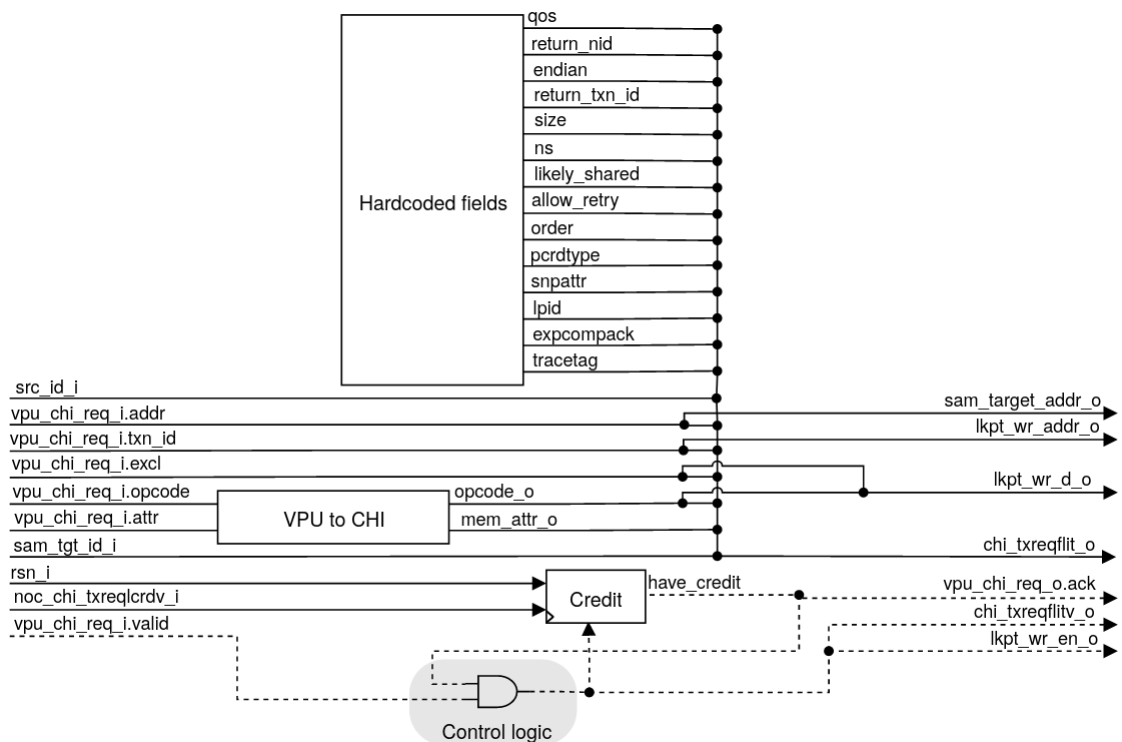 qos
return_nid
endian
return_txn_id
size
ns
likely_shared
allow_retry
Hardcoded fields
order
pcrdtype
snpattr
lpid
expcompack
tracetag
src_id_i
sam_target_addr_o
vpu_chi_req_i.addr
lkpt_wr_addr_o
vpu_chi_req_i.txn_id
vpu_chi_req_i.excl
lkpt_wr_d_o
vpu_chi_req_i.opcode
opcode_o
VPU to CHI
vpu_chi_req_i.attr
mem_attr_o
sam_tgt_id_i
chi_txreqflit_o
rsn_i
have_credit
vpu_chi_req_o.ack
noc_chi_txreqlcrdv_i
Credit
chi_txreqflitv_o
vpu_chi_req_i.valid
lkpt_wr_en_o
Control logic